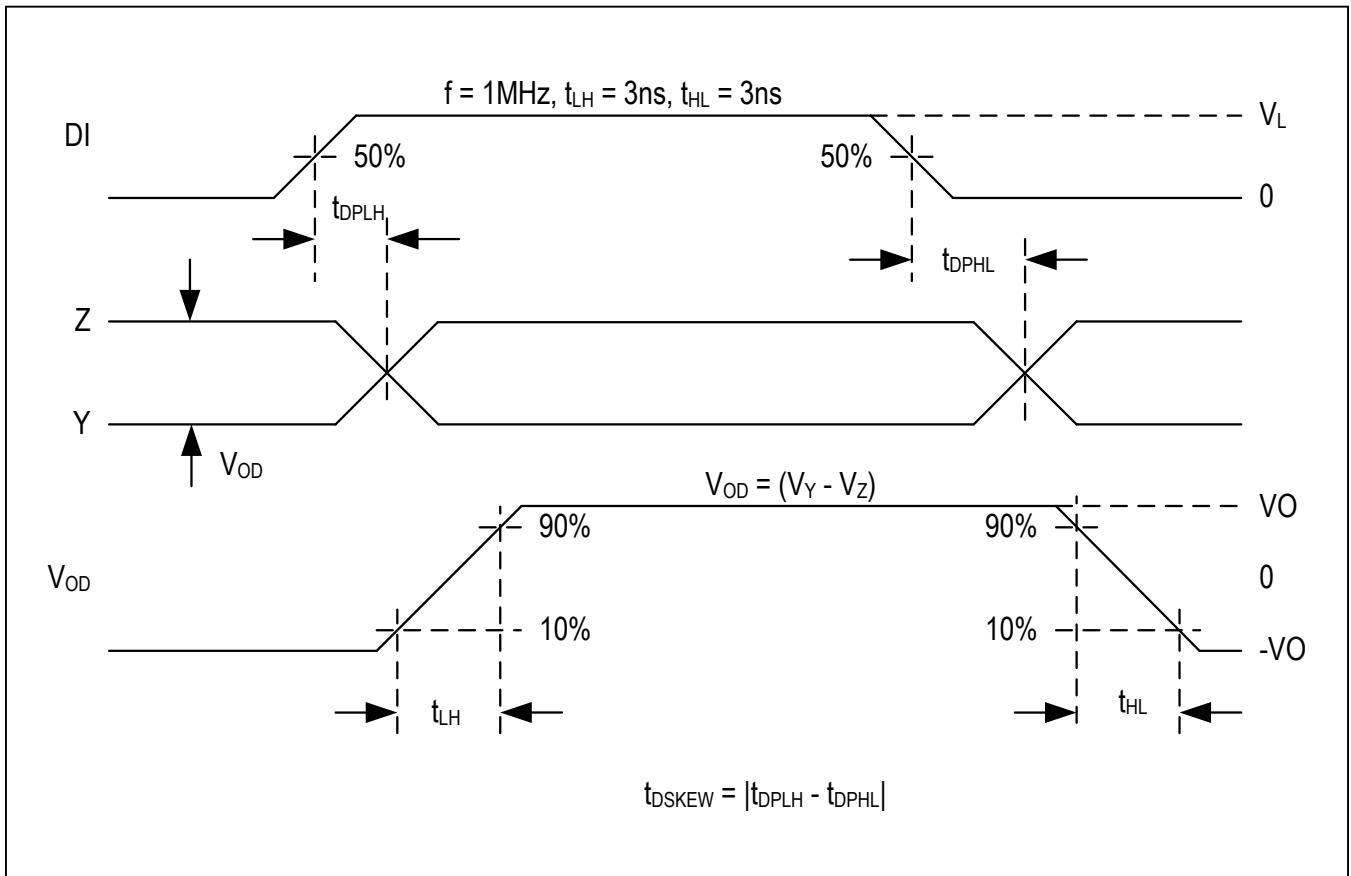 f = 1MHz, tLH = 3ns, tHL = 3ns
DI
VL
50%
50%
0
tDPLH
tDPHL
Z
Y
VOD
VOD = (VY - VZ)
VO
90%
90%
VOD
0
10%
10%
-VO
tLH
tHL
tDSKEW = |tDPLH - tDPHL|